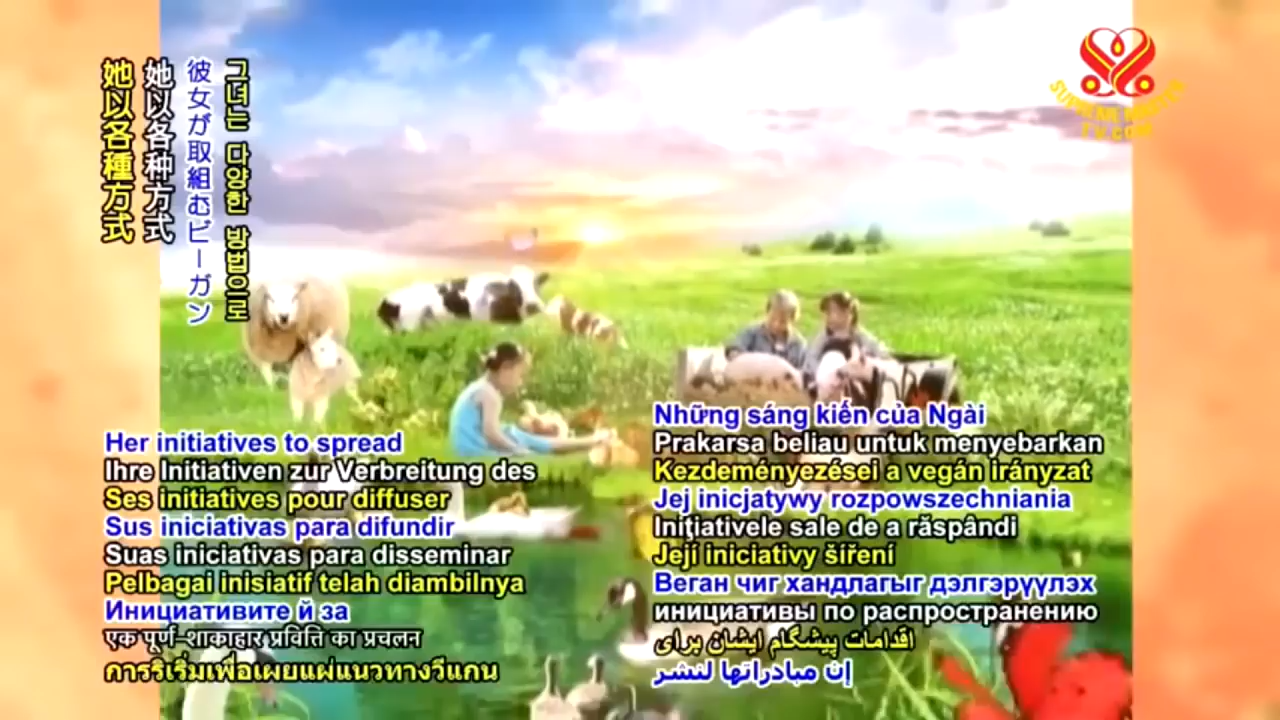 她以各種方式
她以各种方式
彼女が取組むビーガン
그녀는 다양한 방법으로
SUPREME MASTER
TV.COM
Her initiatives to spread
Ihre Initiativen zur Verbreitung des
Ses initiatives pour diffuser
Sus iniciativas para difundir
Suas iniciativas para disseminar
Pelbagai inisiatif telah diambilnya
Инициативите й за
एक पूर्ण-शाकाहार प्रवित्ति का प्रचलन
การริเริ่มเพื่อเผยแผ่แนวทางวีแกน
Những sáng kiến của Ngài
Prakarsa beliau untuk menyebarkan
Kezdeményezései a vegán irányzat
Jej inicjatywy rozpowszechniania
Iniţiativele sale de a răspândi
Její iniciativy šíření
Веган чиг хандлагыг дэлгэрүүлэх
инициативы по распространению
اقدامات پیشگام ایشان برای
إن مبادراتها لنشر